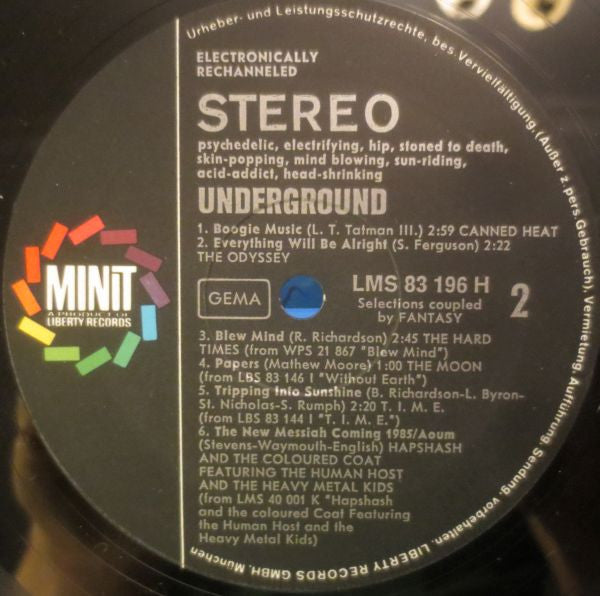 Urheber- und Leistungsschutzrechte, bes. Vervielfältigung, (Außer z. pers. Gebrauch), Vermietung, Aufführung, Sendung vorbehalten. LIBERTY RECORDS GMBH. München
ELECTRONICALLY
RECHANNELED
STEREO
psychedelic, electrifying, hip, stoned to death,
skin-popping, mind blowing, sun-riding,
acid-addict, head-shrinking
UNDERGROUND
1. Boogie Music (L. T. Tatman III.) 2:59 CANNED HEAT
2. Everything Will Be Alright (S. Ferguson) 2:22
THE ODYSSEY
MINIT
A PRODUCT OF
LIBERTY RECORDS
GEMA
LMS 83 196 H
Selections coupled
by FANTASY
2
3. Blew Mind (R. Richardson) 2:45 THE HARD
TIMES (from WPS 21 867 "Blew Mind")
4. Papers (Mathew Moore) 1:00 THE MOON
(from LBS 83 146 I "Without Earth")
5. Tripping Into Sunshine (B. Richardson-L. Byron-
St. Nicholas-S. Rumph) 2:20 T. I. M. E.
(from LBS 83 144 I "T. I. M. E.")
6. The New Messiah Coming 1985/Aoum
(Stevens-Waymouth-English) HAPSHASH
AND THE COLOURED COAT
FEATURING THE HUMAN HOST
AND THE HEAVY METAL KIDS
(from LMS 40 001 K "Hapshash
and the coloured Coat Featuring
the Human Host and the
Heavy Metal Kids)